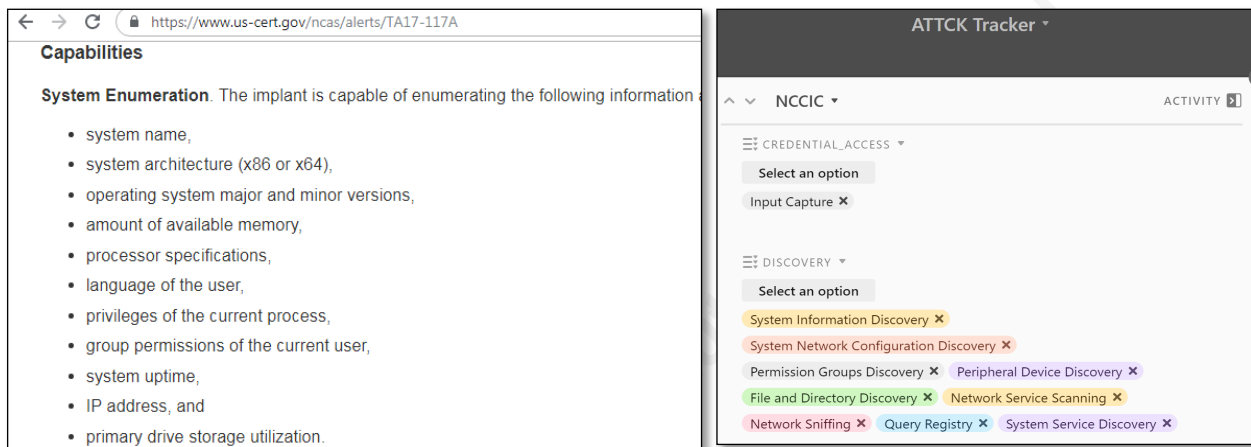 https://www.us-cert.gov/ncas/alerts/TA17-117A
Capabilities
System Enumeration. The implant is capable of enumerating the following information
• system name,
• system architecture (x86 or x64),
• operating system major and minor versions,
• amount of available memory,
• processor specifications,
• language of the user,
• privileges of the current process,
• group permissions of the current user,
• system uptime,
• IP address, and
• primary drive storage utilization.
ATTCK Tracker
NCCIC
ACTIVITY
CREDENTIAL_ACCESS
Select an option
Input Capture ×
DISCOVERY
Select an option
System Information Discovery ×
System Network Configuration Discovery ×
Permission Groups Discovery × Peripheral Device Discovery ×
File and Directory Discovery × Network Service Scanning ×
Network Sniffing × Query Registry × System Service Discovery ×